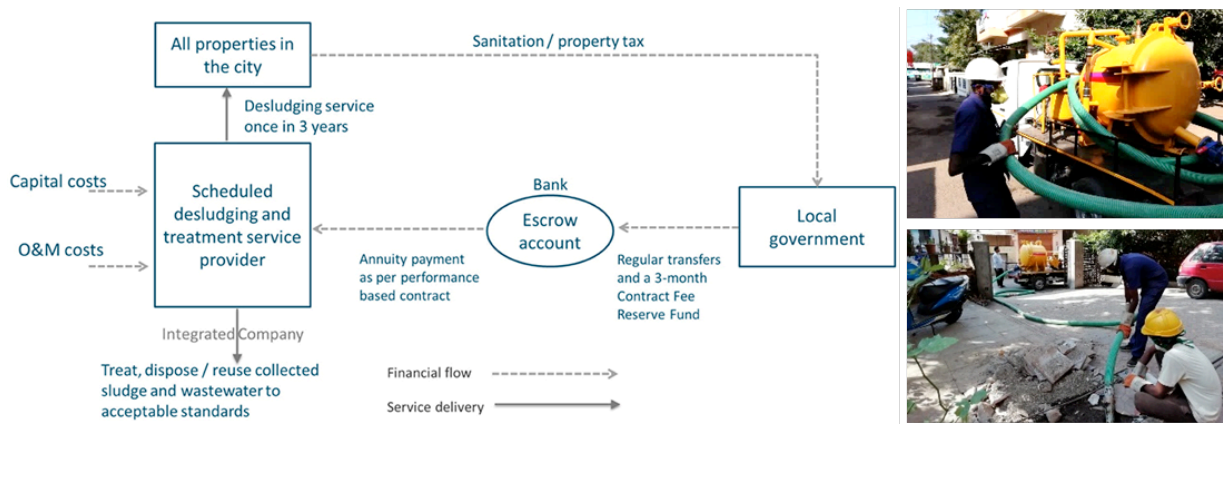 All properties in
the city
Sanitation / property tax
Desludging service
once in 3 years
Capital costs
O&M costs
Scheduled
desludging and
treatment service
provider
Bank
Escrow
account
Local
government
Annuity payment
as per performance
based contract
Regular transfers
and a 3-month
Contract Fee
Reserve Fund
Integrated Company
Treat, dispose / reuse collected
sludge and wastewater to
acceptable standards
Financial flow
Service delivery